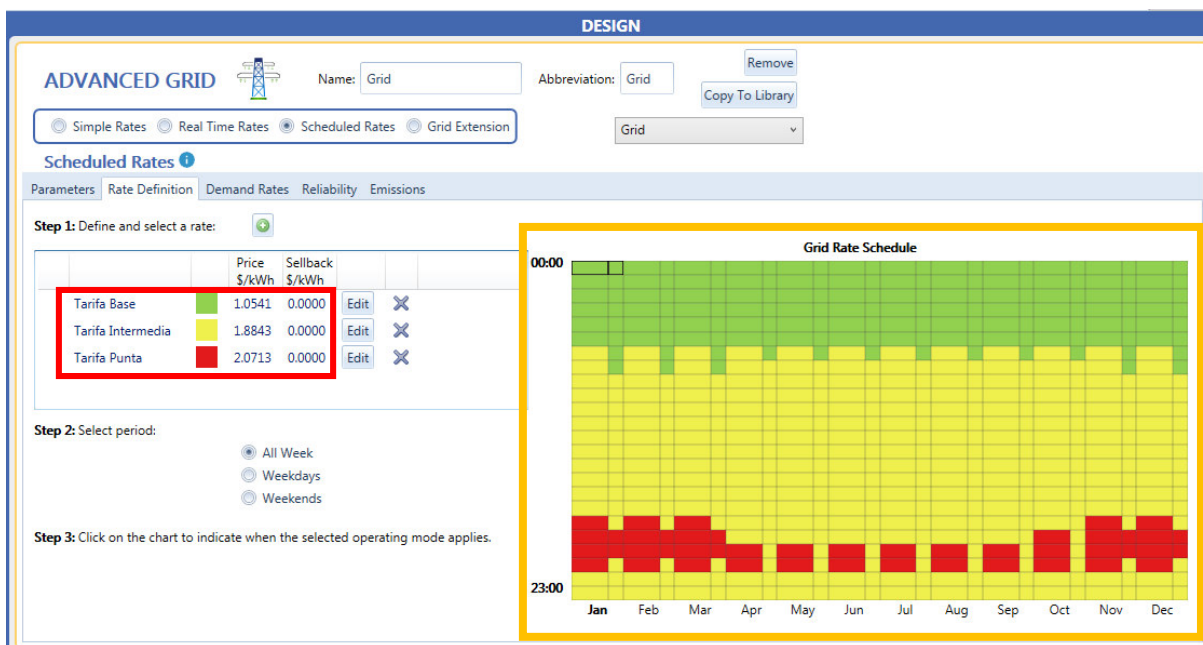 DESIGN
ADVANCED GRID
Name: Grid
Abbreviation: Grid
Remove
Copy To Library
Simple Rates Real Time Rates Scheduled Rates Grid Extension
Grid
Scheduled Rates
Parameters Rate Definition Demand Rates Reliability Emissions
Step 1: Define and select a rate:
Price Sellback
$/kWh $/kWh
Tarifa Base 1.0541 0.0000 Edit
Tarifa Intermedia 1.8843 0.0000 Edit
Tarifa Punta 2.0713 0.0000 Edit
Step 2: Select period:
All Week
Weekdays
Weekends
Step 3: Click on the chart to indicate when the selected operating mode applies.
Grid Rate Schedule
00:00
23:00
Jan Feb Mar Apr May Jun Jul Aug Sep Oct Nov Dec